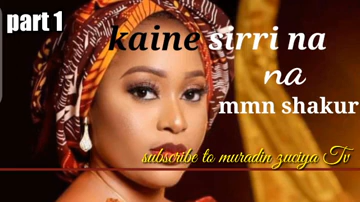 part 1
kaine sirri na
na
mmn shakur
subscribe to muradin zuciya Tv